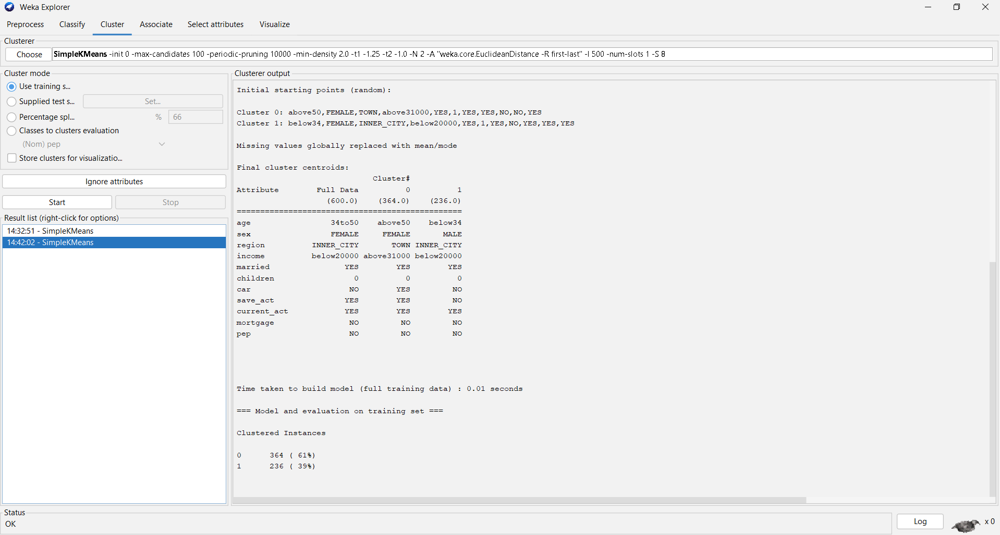 Weka Explorer
Preprocess Classify Cluster Associate Select attributes Visualize
Clusterer
Choose SimpleKMeans -init 0 -max-candidates 100 -periodic-pruning 10000 -min-density 2.0 -t1 -1.25 -t2 -1.0 -N 2 -A "weka.core.EuclideanDistance -R first-last" -I 500 -num-slots 1 -S 8
Cluster mode
Use training s...
Supplied test s... Set...
Percentage spl... % 66
Classes to clusters evaluation
(Nom) pep
Store clusters for visualizatio...
Ignore attributes
Start Stop
Result list (right-click for options)
14:32:51 - SimpleKMeans
14:42:02 - SimpleKMeans
Clusterer output
Initial starting points (random):
Cluster 0: above50,FEMALE,TOWN,above31000,YES,1,YES,YES,NO,NO,YES
Cluster 1: below34,FEMALE,INNER_CITY,below20000,YES,1,YES,NO,YES,YES,YES
Missing values globally replaced with mean/mode
Final cluster centroids:
Cluster#
Attribute Full Data 0 1
(600.0) (364.0) (236.0)
================================================
age 34to50 above50 below34
sex FEMALE FEMALE MALE
region INNER_CITY TOWN INNER_CITY
income below20000 above31000 below20000
married YES YES YES
children 0 0 0
car NO YES NO
save_act YES YES NO
current_act YES YES YES
mortgage NO NO NO
pep NO NO NO
Time taken to build model (full training data) : 0.01 seconds
=== Model and evaluation on training set ===
Clustered Instances
0 364 ( 61%)
1 236 ( 39%)
Status
OK
Log x 0